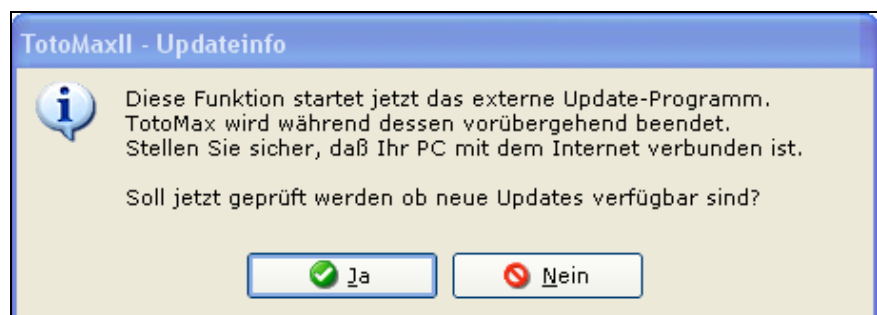 TotoMaxII - Updateinfo
Diese Funktion startet jetzt das externe Update-Programm.
TotoMax wird während dessen vorübergehend beendet.
Stellen Sie sicher, daß Ihr PC mit dem Internet verbunden ist.
Soll jetzt geprüft werden ob neue Updates verfügbar sind?
Ja Nein